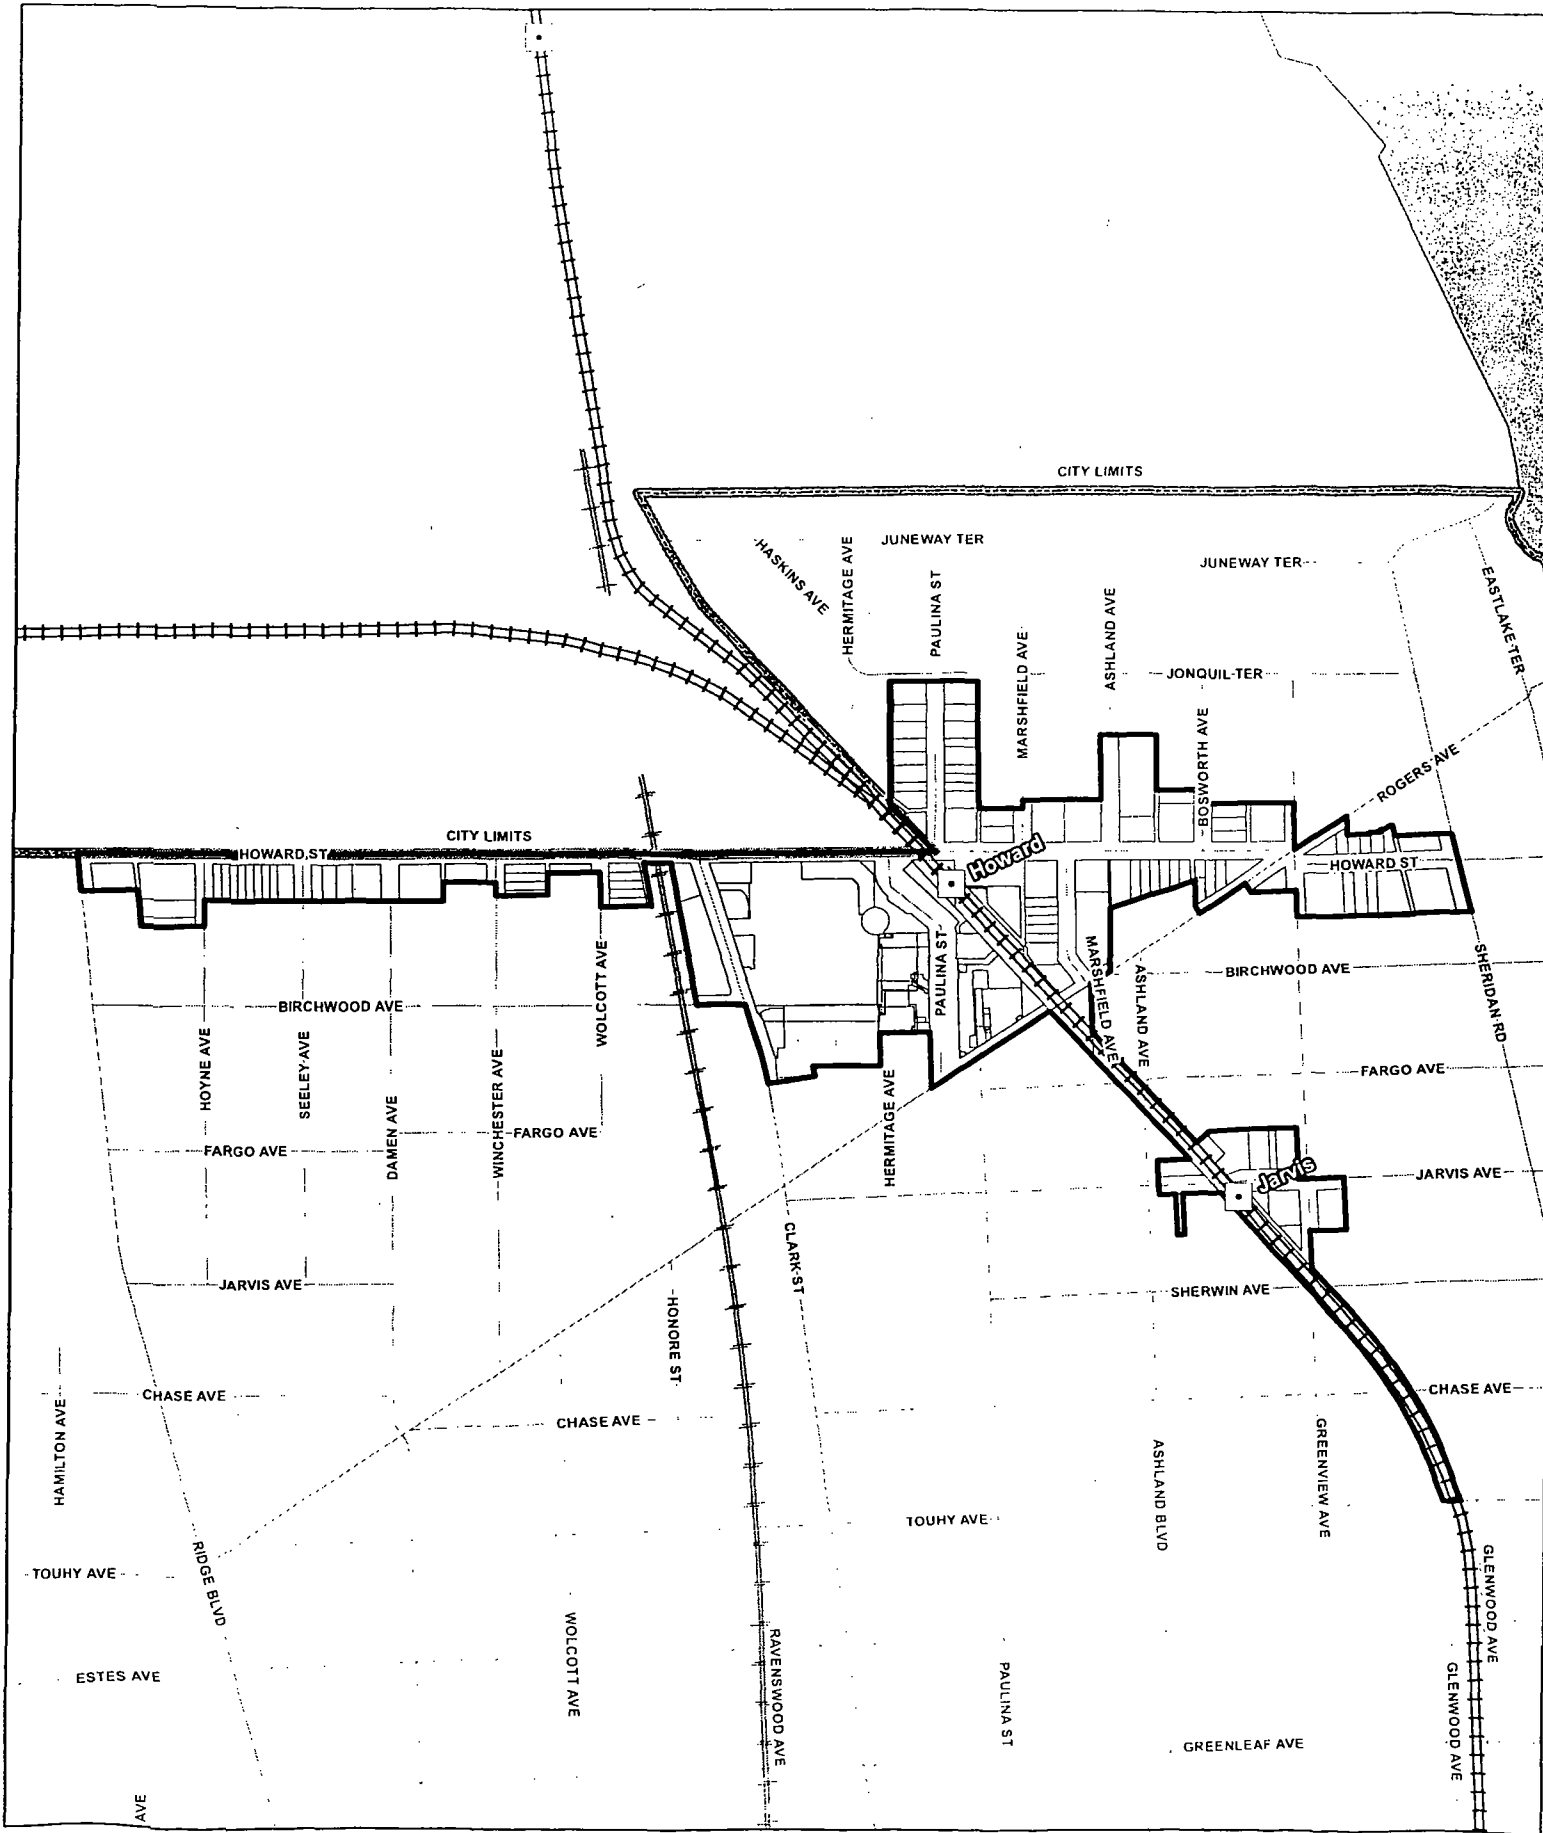 CITY LIMITS
JUNEWAY TER
HASKINS AVE
HERMITAGE AVE
PAULINA ST
JUNEWAY TER
EASTLAKE TER
MARSHFIELD AVE
ASHLAND AVE
JONQUIL TER
BOSWORTH AVE
ROGERS AVE
CITY LIMITS
HOWARD ST
Howard
HOWARD ST
PAULINA ST
MARSHFIELD AVE
ASHLAND AVE
BIRCHWOOD AVE
SHERIDAN RD
WOLCOTT AVE
BIRCHWOOD AVE
HOYNE AVE
SEELEY AVE
DAMEN AVE
WINCHESTER AVE
FARGO AVE
FARGO AVE
FARGO AVE
HERMITAGE AVE
Jarvis
JARVIS AVE
CLARK ST
JARVIS AVE
SHERWIN AVE
HONORE ST
HAMILTON AVE
CHASE AVE
CHASE AVE
CHASE AVE
ASHLAND BLVD
GREENVIEW AVE
TOUHY AVE
TOUHY AVE
RIDGE BLVD
GLENWOOD AVE
WOLCOTT AVE
RAVENSWOOD AVE
PAULINA ST
GLENWOOD AVE
ESTES AVE
GREENLEAF AVE
AVE